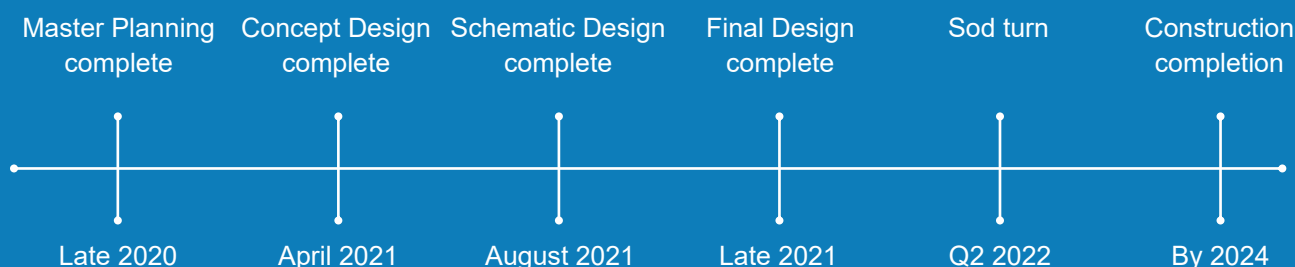 Master Planning
complete
Concept Design
complete
Schematic Design
complete
Final Design
complete
Sod turn
Construction
completion
Late 2020
April 2021
August 2021
Late 2021
Q2 2022
By 2024